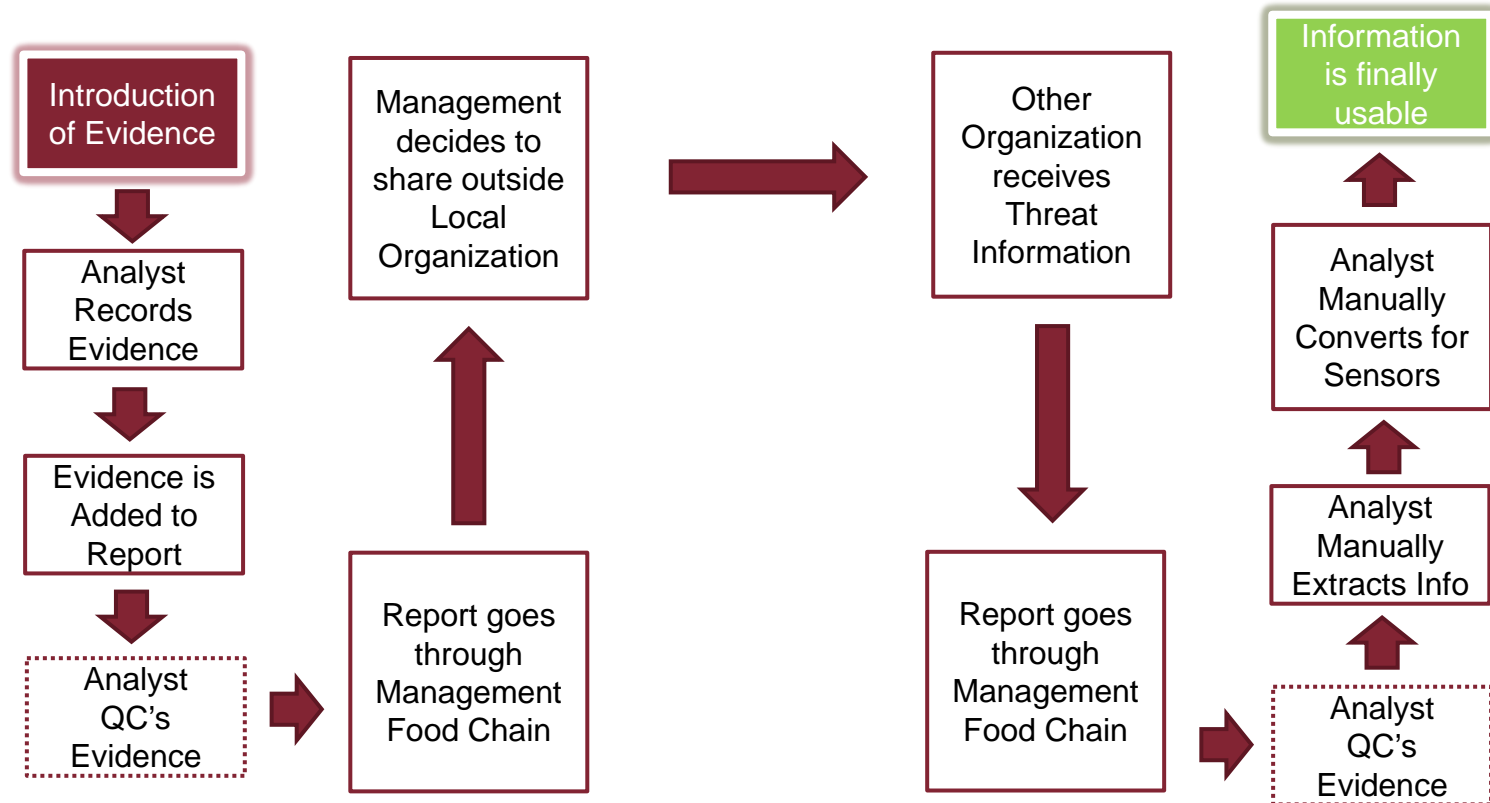 Introduction
of Evidence
Analyst
Records
Evidence
Evidence is
Added to
Report
Analyst
QC's
Evidence
Report goes
through
Management
Food Chain
Management
decides to
share outside
Local
Organization
Other
Organization
receives
Threat
Information
Report goes
through
Management
Food Chain
Analyst
QC's
Evidence
Analyst
Manually
Extracts Info
Analyst
Manually
Converts for
Sensors
Information
is finally
usable